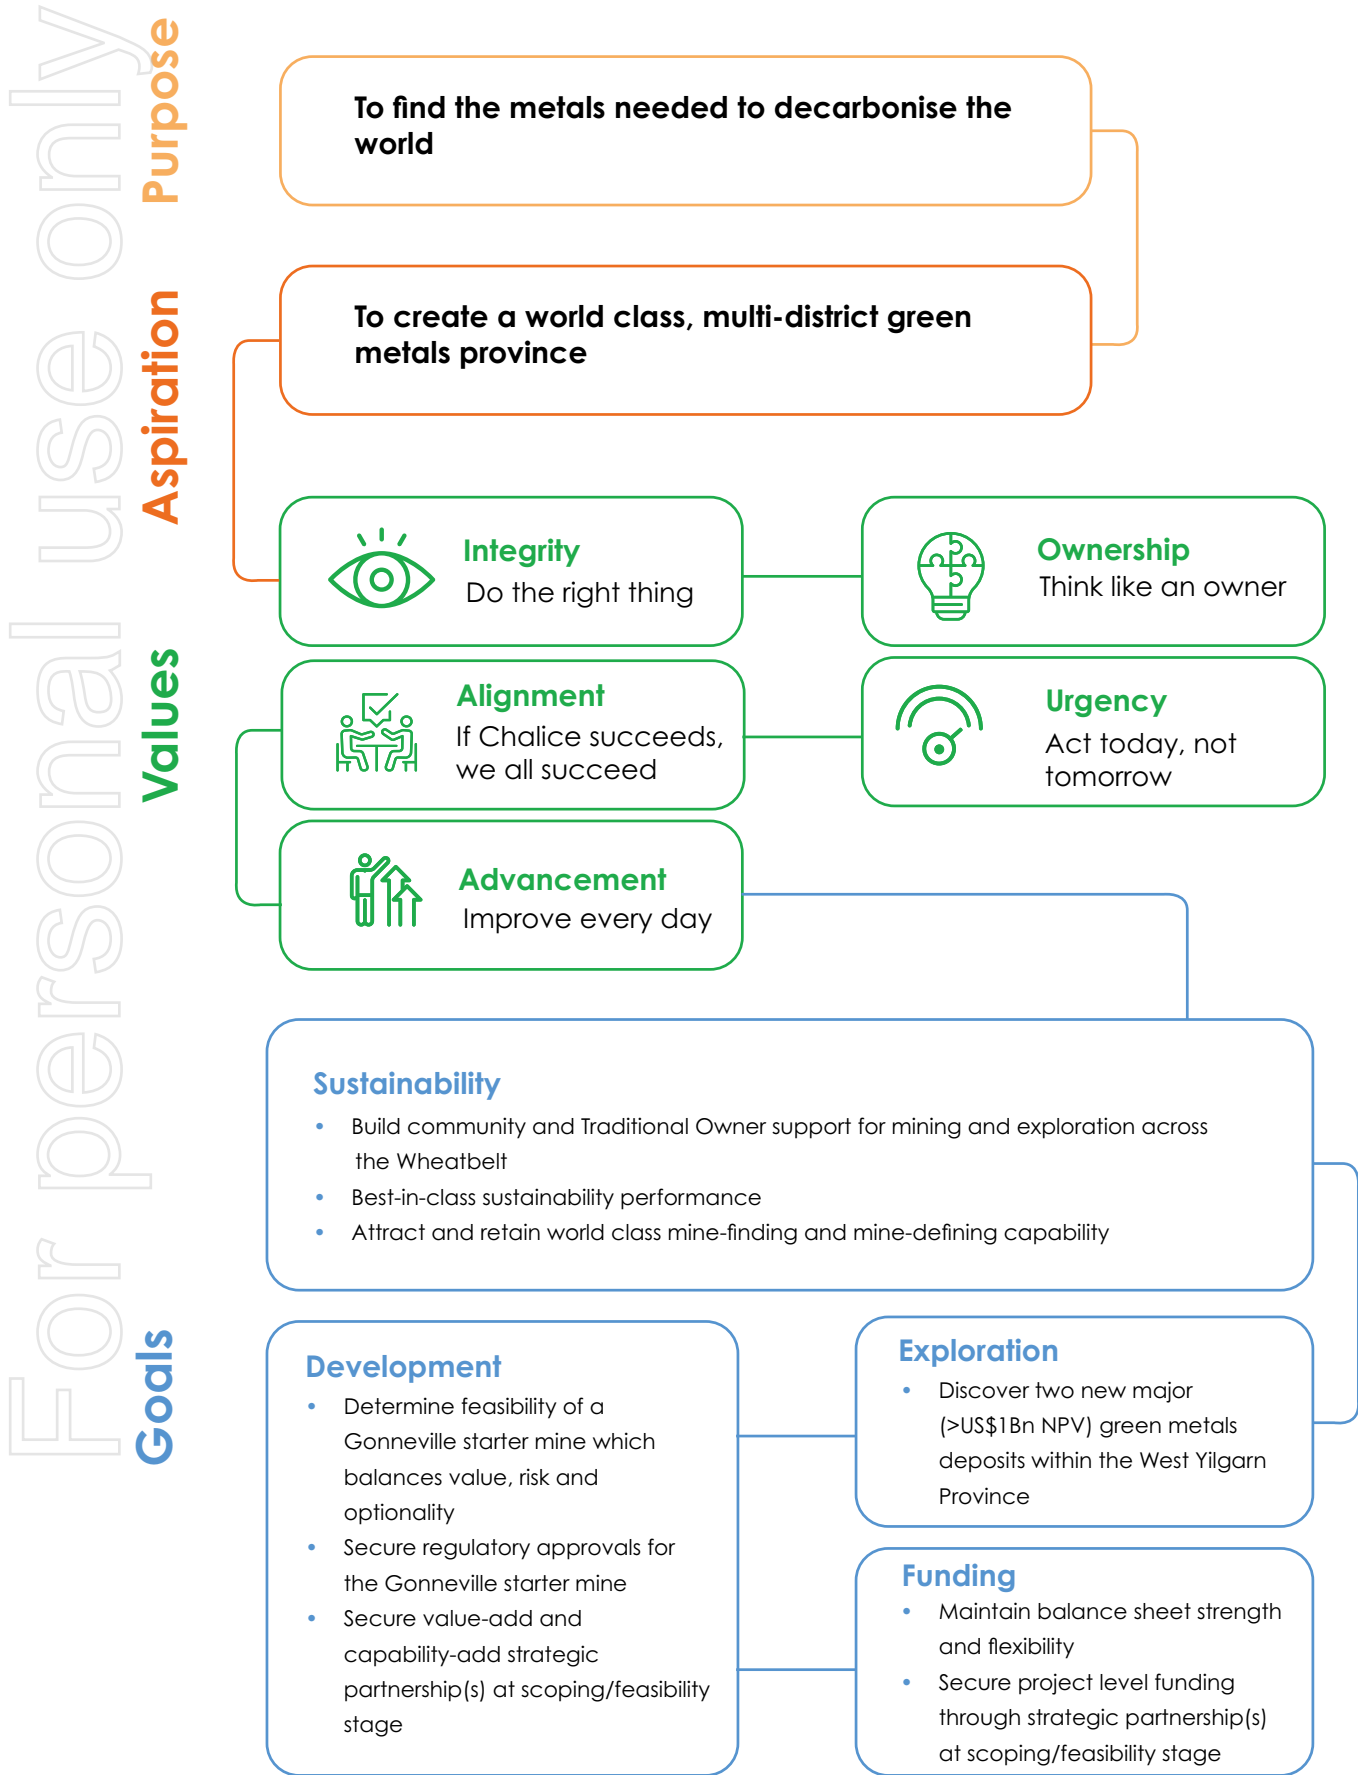 For personal use only
Purpose
To find the metals needed to decarbonise the
world
Aspiration
To create a world class, multi-district green
metals province
Values
Integrity
Do the right thing
Ownership
Think like an owner
Alignment
If Chalice succeeds,
we all succeed
Urgency
Act today, not
tomorrow
Advancement
Improve every day
Goals
Sustainability
• Build community and Traditional Owner support for mining and exploration across
the Wheatbelt
• Best-in-class sustainability performance
• Attract and retain world class mine-finding and mine-defining capability
Development
• Determine feasibility of a
Gonneville starter mine which
balances value, risk and
optionality
• Secure regulatory approvals for
the Gonneville starter mine
• Secure value-add and
capability-add strategic
partnership(s) at scoping/feasibility
stage
Exploration
• Discover two new major
(>US$1Bn NPV) green metals
deposits within the West Yilgarn
Province
Funding
• Maintain balance sheet strength
and flexibility
• Secure project level funding
through strategic partnership(s)
at scoping/feasibility stage